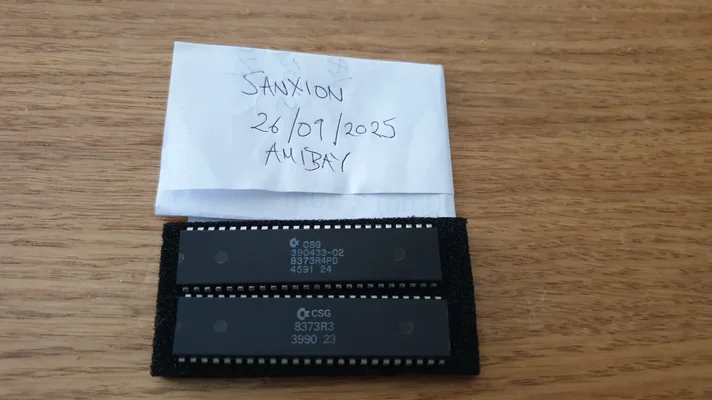 SANXION
26/09/2025
AMIBAY
CSG
390433-02
8373R4PD
4591 24
CSG
8373R3
3990 23